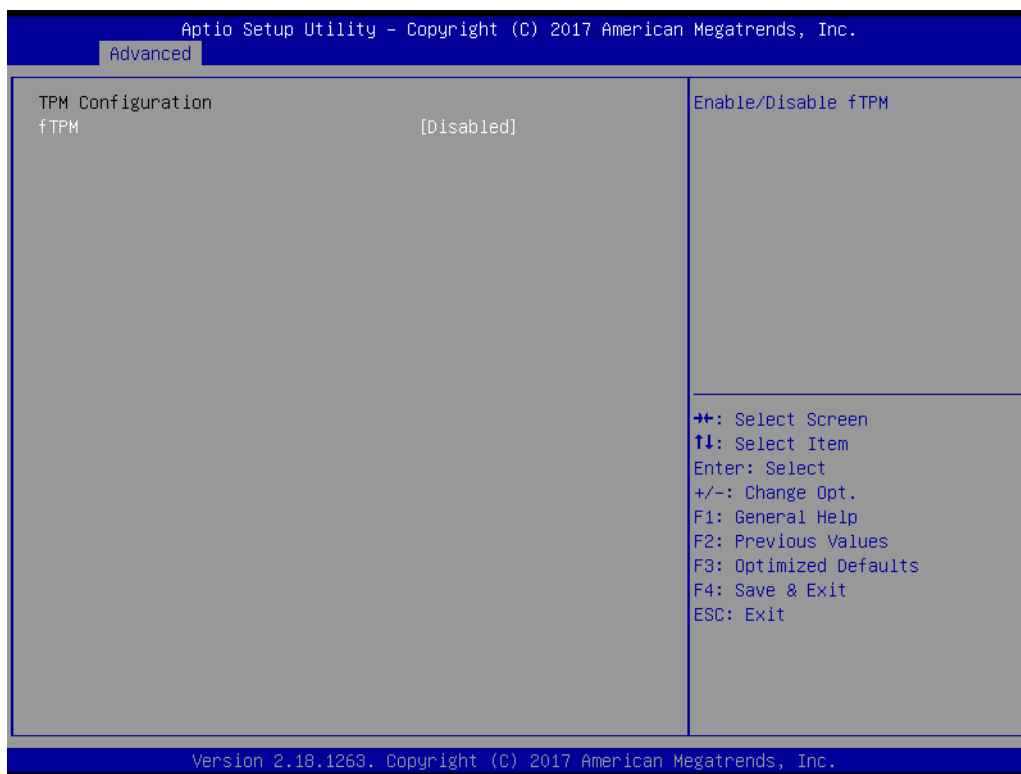 Aptio Setup Utility – Copyright (C) 2017 American Megatrends, Inc.
Advanced
TPM Configuration
fTPM [Disabled]
Enable/Disable fTPM
→←: Select Screen
↑↓: Select Item
Enter: Select
+/-: Change Opt.
F1: General Help
F2: Previous Values
F3: Optimized Defaults
F4: Save & Exit
ESC: Exit
Version 2.18.1263. Copyright (C) 2017 American Megatrends, Inc.